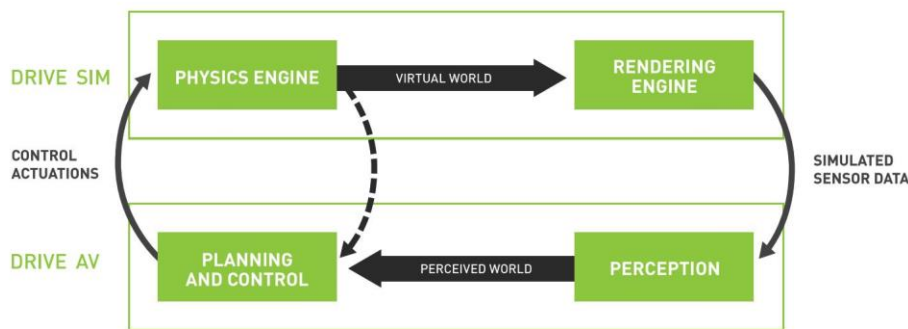 DRIVE SIM
PHYSICS ENGINE
VIRTUAL WORLD
RENDERING
ENGINE
CONTROL
ACTUATIONS
SIMULATED
SENSOR DATA
DRIVE AV
PLANNING
AND CONTROL
PERCEIVED WORLD
PERCEPTION